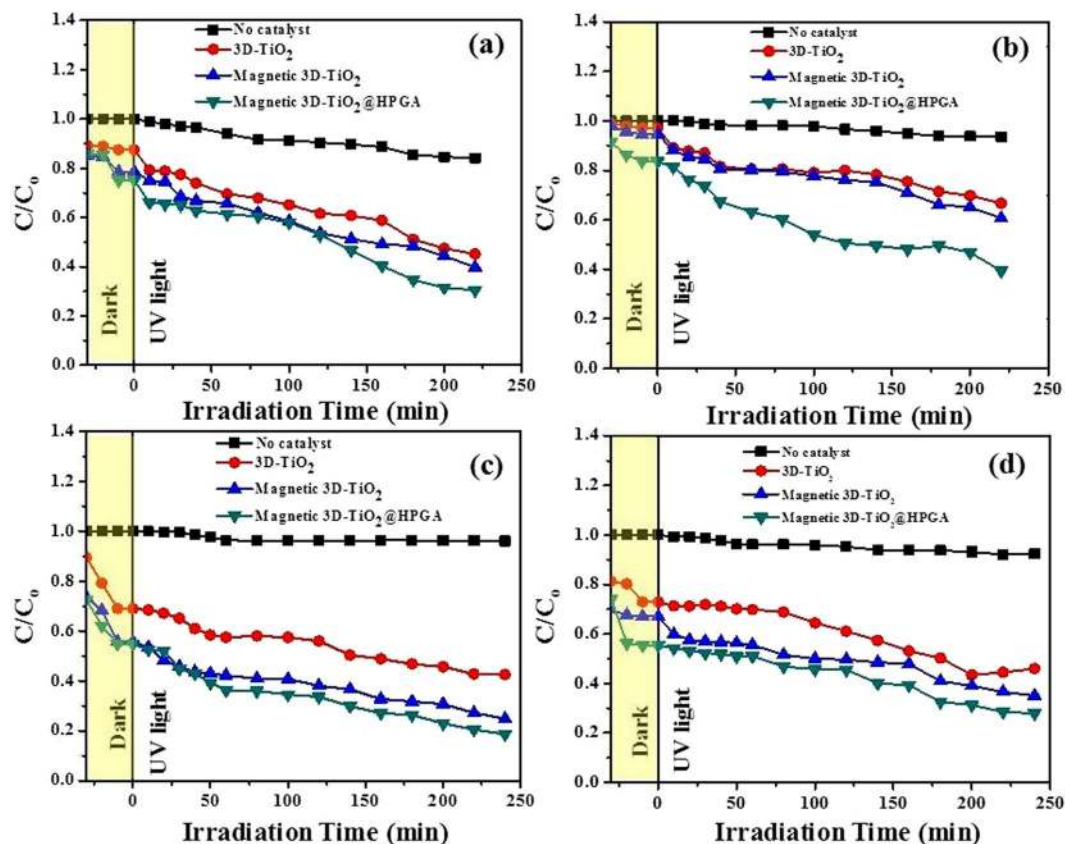 (a)
No catalyst
3D-TiO₂
Magnetic 3D-TiO₂
Magnetic 3D-TiO₂@HPGA
1.4
1.2
1.0
0.8
0.6
0.4
0.2
0.0
C/Cₒ
Dark
UV light
0
50
100
150
200
250
Irradiation Time (min)
(b)
No catalyst
3D-TiO₂
Magnetic 3D-TiO₂
Magnetic 3D-TiO₂@HPGA
1.4
1.2
1.0
0.8
0.6
0.4
0.2
0.0
C/Cₒ
Dark
UV light
0
50
100
150
200
250
Irradiation Time (min)
(c)
No catalyst
3D-TiO₂
Magnetic 3D-TiO₂
Magnetic 3D-TiO₂@HPGA
1.4
1.2
1.0
0.8
0.6
0.4
0.2
0.0
C/Cₒ
Dark
UV light
0
50
100
150
200
250
Irradiation Time (min)
(d)
No catalyst
3D-TiO₂
Magnetic 3D-TiO₂
Magnetic 3D-TiO₂@HPGA
1.4
1.2
1.0
0.8
0.6
0.4
0.2
0.0
C/Cₒ
Dark
UV light
0
50
100
150
200
250
Irradiation Time (min)